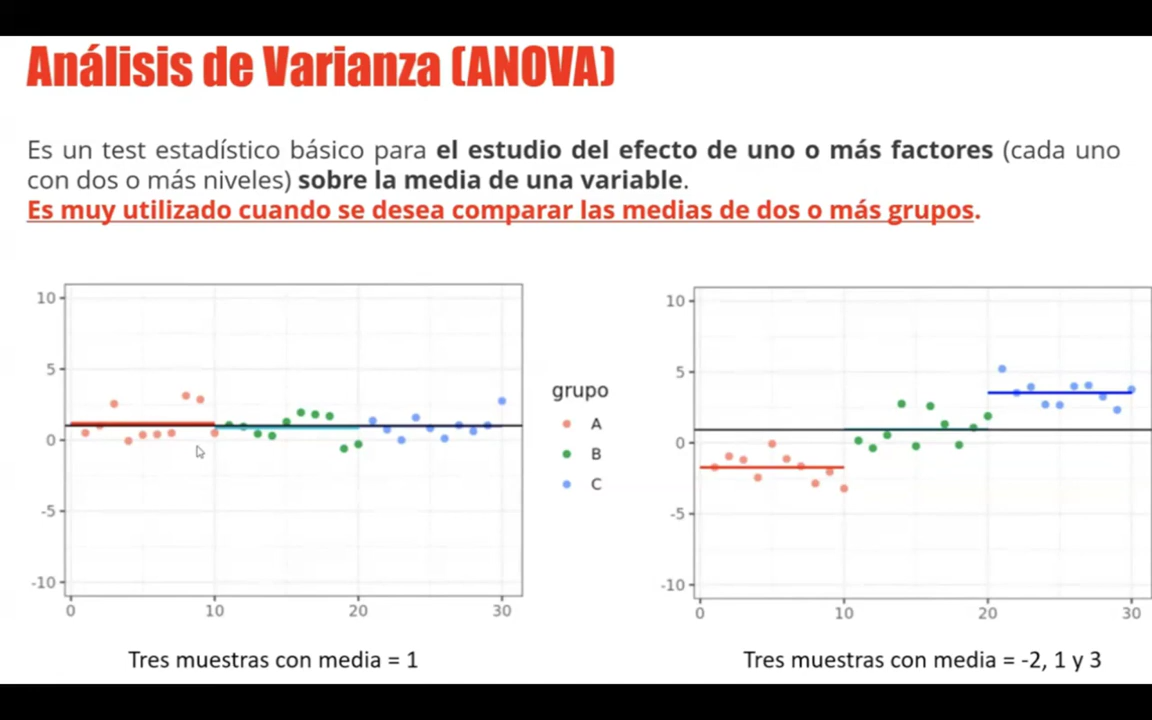 Análisis de Varianza (ANOVA)
Es un test estadístico básico para el estudio del efecto de uno o más factores (cada uno
con dos o más niveles) sobre la media de una variable.
Es muy utilizado cuando se desea comparar las medias de dos o más grupos.
10
5
0
-5
-10
0 10 20 30
grupo
A
B
C
10
5
0
-5
-10
0 10 20 30
Tres muestras con media = 1
Tres muestras con media = -2, 1 y 3